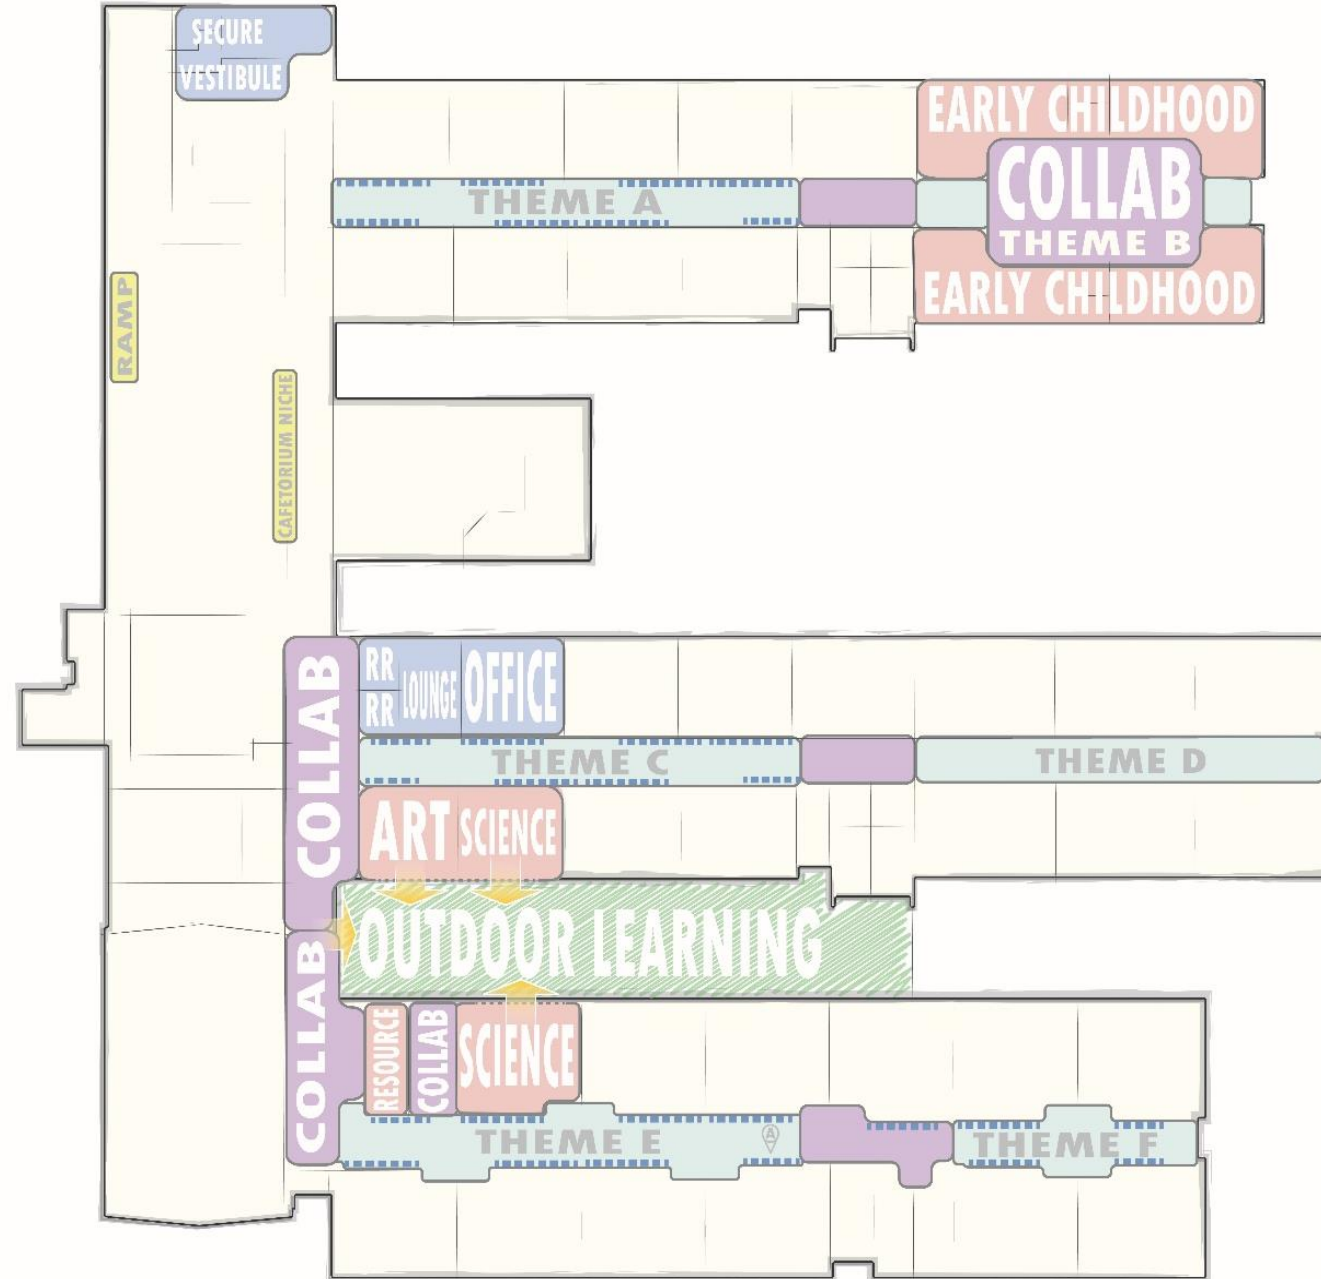 SECURE
VESTIBULE
EARLY CHILDHOOD
COLLAB
THEME B
THEME A
EARLY CHILDHOOD
RAMP
CAFETORIUM NICHE
COLLAB
RR
RR
LOUNGE
OFFICE
THEME C
THEME D
ART
SCIENCE
OUTDOOR LEARNING
COLLAB
RESOURCE
COLLAB
SCIENCE
THEME E
A
THEME F